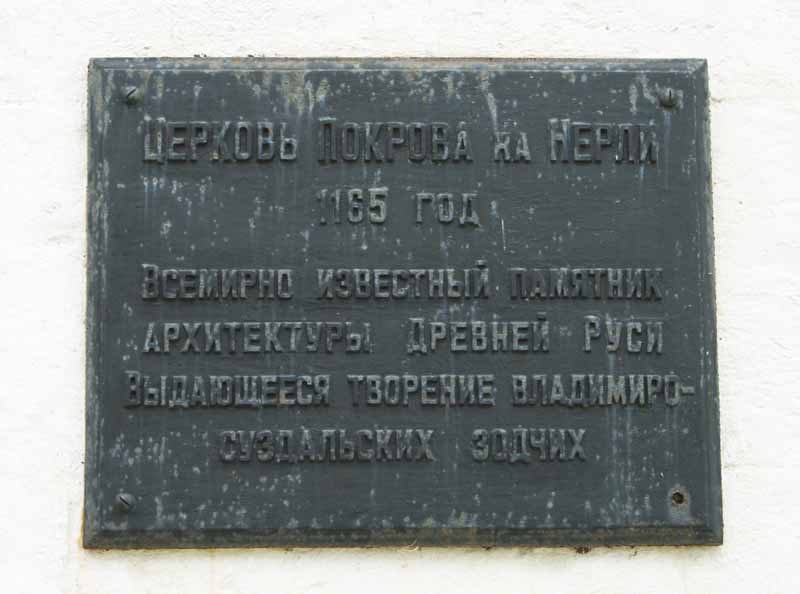 Церковь Покрова на Нерли
1165 год
Всемирно известный памятник
архитектуры Древней Руси
Выдающееся творение владимиро-
суздальских зодчих